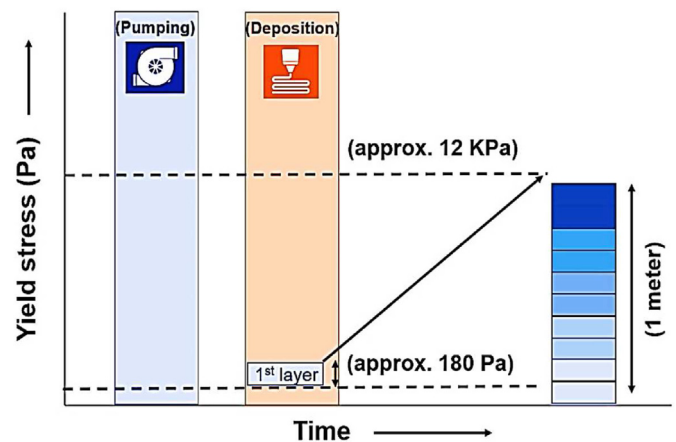 (Pumping)
(Deposition)
(approx. 12 KPa)
Yield stress (Pa)
(1 meter)
1st layer
(approx. 180 Pa)
Time